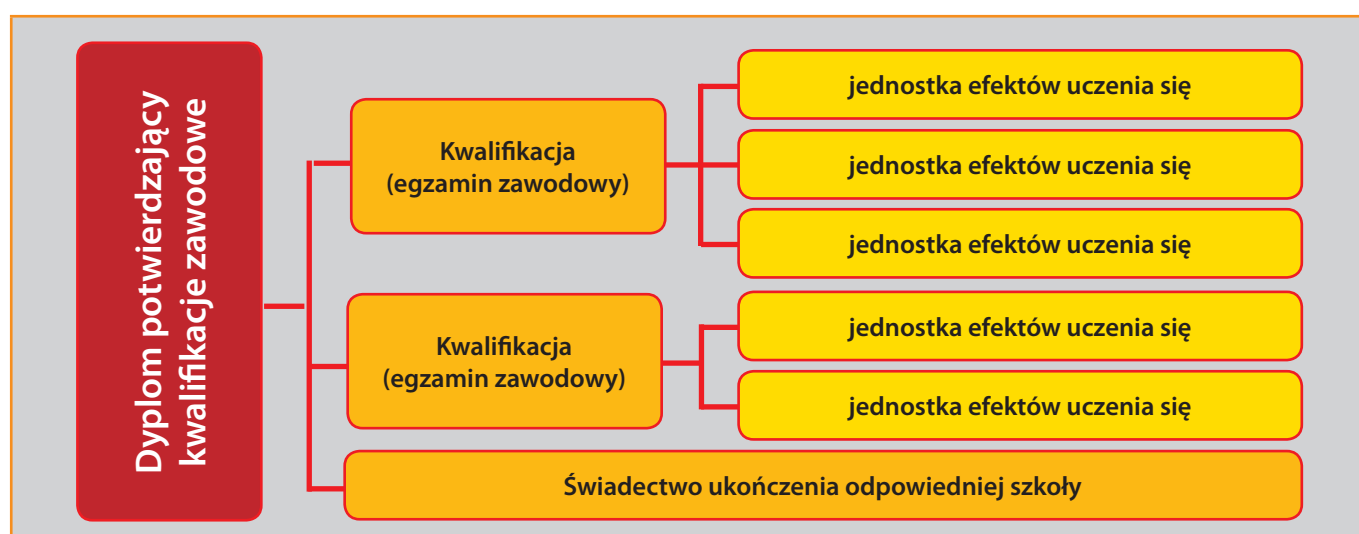 Dyplom potwierdzający
kwalifikacje zawodowe
Kwalifikacja
(egzamin zawodowy)
jednostka efektów uczenia się
jednostka efektów uczenia się
jednostka efektów uczenia się
Kwalifikacja
(egzamin zawodowy)
jednostka efektów uczenia się
jednostka efektów uczenia się
Świadectwo ukończenia odpowiedniej szkoły